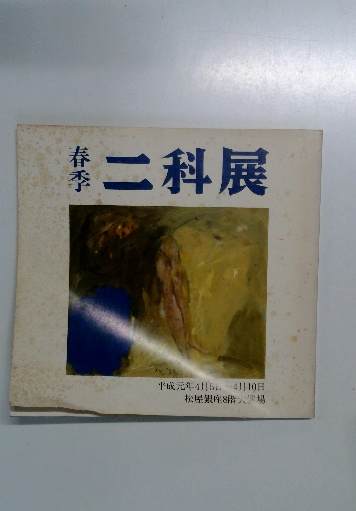 春季 二科展
平成元年4月5日―4月10日
松屋銀座8階大催場